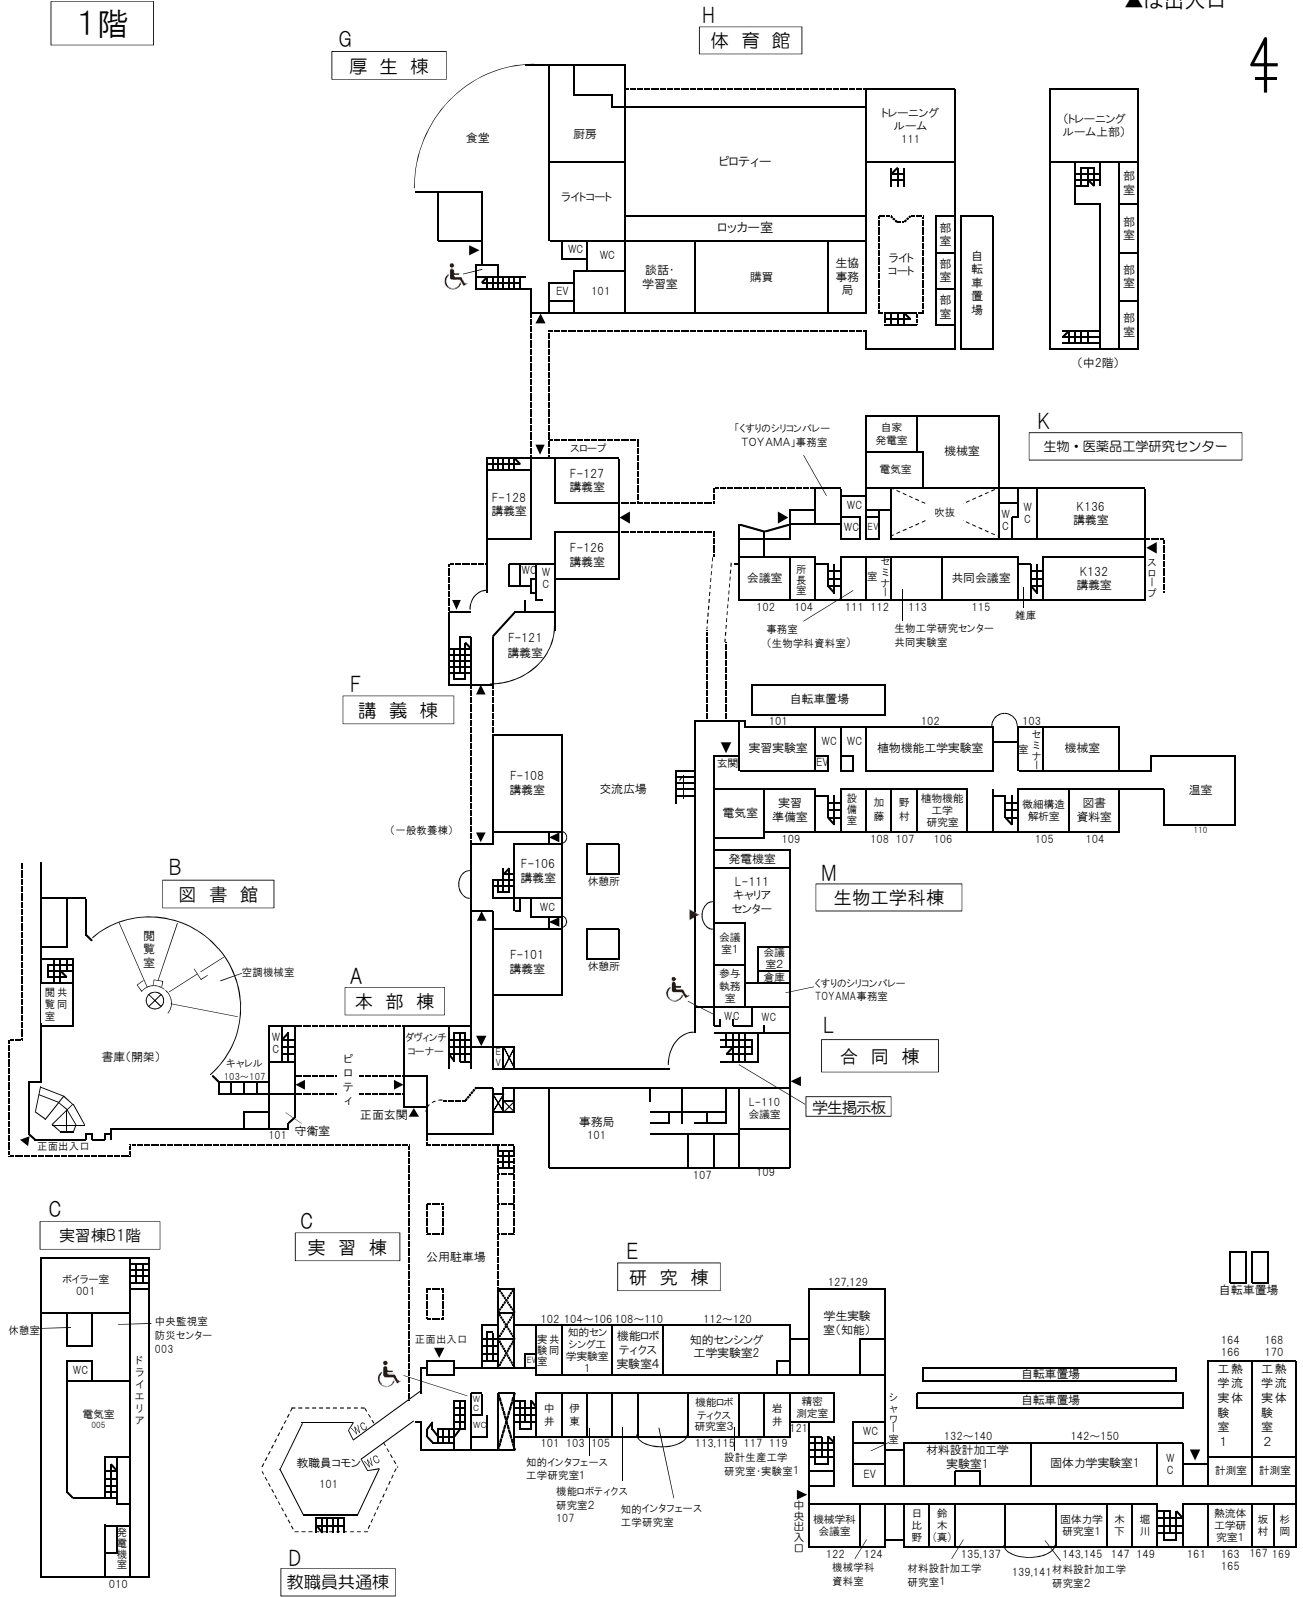 1階
▲は出入口
4
G
厚生棟
H
体育館
食堂
厨房
ライトコート
ピロティー
ロッカー室
トレーニング
ルーム
111
(トレーニング
ルーム上部)
部室
部室
部室
部室
(中2階)
WC
WC
EV
101
談話・
学習室
購買
生協
事務局
ライト
コート
部室
部室
部室
自転車置場
スロープ
F-127
講義室
F-128
講義室
F-126
講義室
WC
WC
F-121
講義室
F
講義棟
「くすりのシリコンバレー
TOYAMA」事務室
自家
発電室
機械室
電気室
K
生物・医薬品工学研究センター
WC
WC
EV
吹抜
WC
WC
K136
講義室
会議室
所長室
セミナー室
共同会議室
K132
講義室
スロープ
102
104
111
112
113
115
雑庫
事務室
(生物学科資料室)
生物工学研究センター
共同実験室
自転車置場
101
102
103
玄関
実習実験室
WC
WC
EV
植物機能工学実験室
セミナー室
機械室
温室
110
電気室
実習
準備室
設備室
加藤
野村
植物機能
工学
研究室
微細構造
解析室
図書
資料室
109
108
107
106
105
104
F-108
講義室
交流広場
(一般教養棟)
F-106
講義室
WC
休憩所
F-101
講義室
休憩所
発電機室
L-111
キャリア
センター
M
生物工学科棟
会議
室1
会議
室2
倉庫
参与
執務室
くすりのシリコンバレー
TOYAMA事務室
WC
WC
L
合同棟
学生掲示板
B
図書館
閲覧室
空調機械室
共同閲覧室
書庫(開架)
キャレル
103~107
WC
101
守衛室
正面出入口
A
本部棟
ピロティ
ダヴィンチ
コーナー
EV
正面玄関
事務局
101
107
L-110
会議室
109
C
実習棟B1階
ボイラー室
001
休憩室
中央監視室
防災センター
003
WC
ドライエリア
電気室
005
発電機室
010
C
実習棟
公用駐車場
正面出入口
WC
WC
WC
WC
教職員コモン
101
D
教職員共通棟
E
研究棟
102
104~106
108~110
112~120
127,129
共同実験室
知的セン
シング工
学実験室
1
機能ロボ
ティクス
実験室4
知的センシング
工学実験室2
学生実験
室(知能)
EV
中井
伊東
機能ロボ
ティクス
研究室3
岩井
精密
測定室
121
101
103
105
113,115
117
119
知的インタフェース
工学研究室1
機能ロボティクス
研究室2
107
知的インタフェース
工学研究室
設計生産工学
研究室・実験室1
シャワー室
WC
EV
中央出入口
自転車置場
自転車置場
自転車置場
132~140
材料設計加工学
実験室1
142~150
固体力学実験室1
WC
164
166
168
170
熱流体工学実験室1
熱流体工学実験室2
計測室
計測室
機械学科
会議室
日比野
鈴木(真)
固体力学
研究室1
木下
堀川
熱流体
工学研
究室1
坂村
杉岡
122
124
135,137
139,141
143,145
147
149
161
163
165
167
169
機械学科
資料室
材料設計加工学
研究室1
材料設計加工学
研究室2